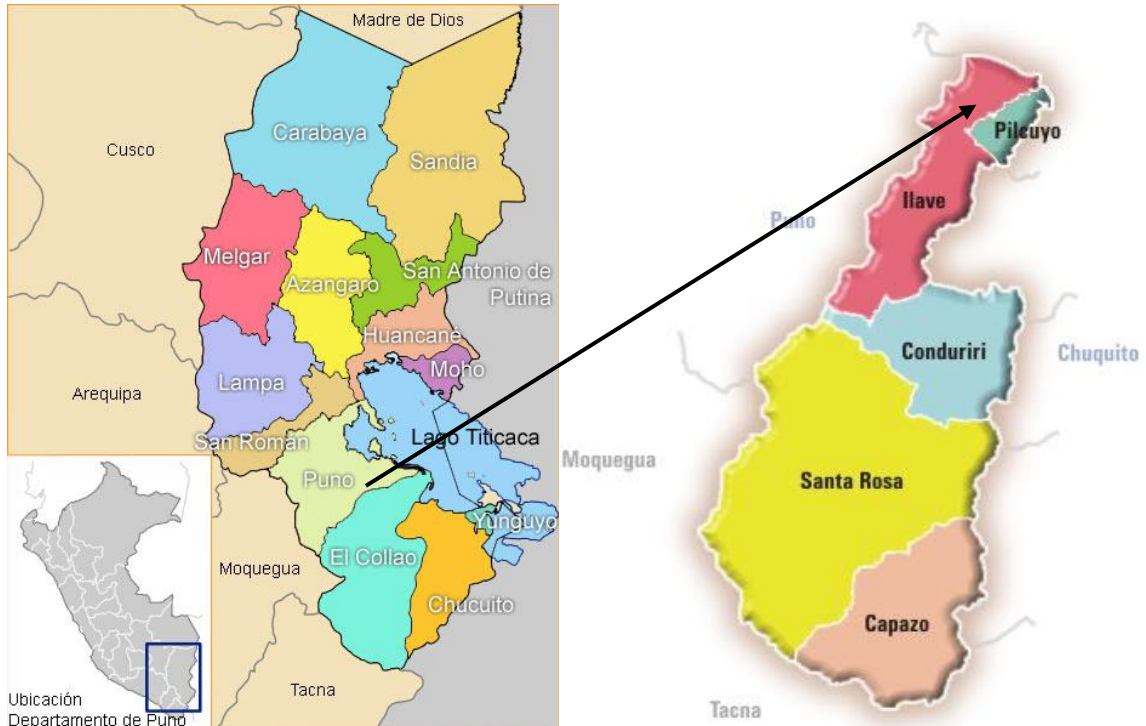 Madre de Dios
Cusco
Carabaya
Sandia
Melgar
Azangaro
San Antonio de
Putina
Huancané
Moho
Lampa
Arequipa
San Román
Lago Titicaca
Puno
Yunguyo
El Collao
Moquegua
Chucuito
Tacna
Ubicación
Departamento de Puno
Pilcuyo
Ilave
Puno
Conduriri
Chuquito
Moquegua
Santa Rosa
Capazo
Tacna